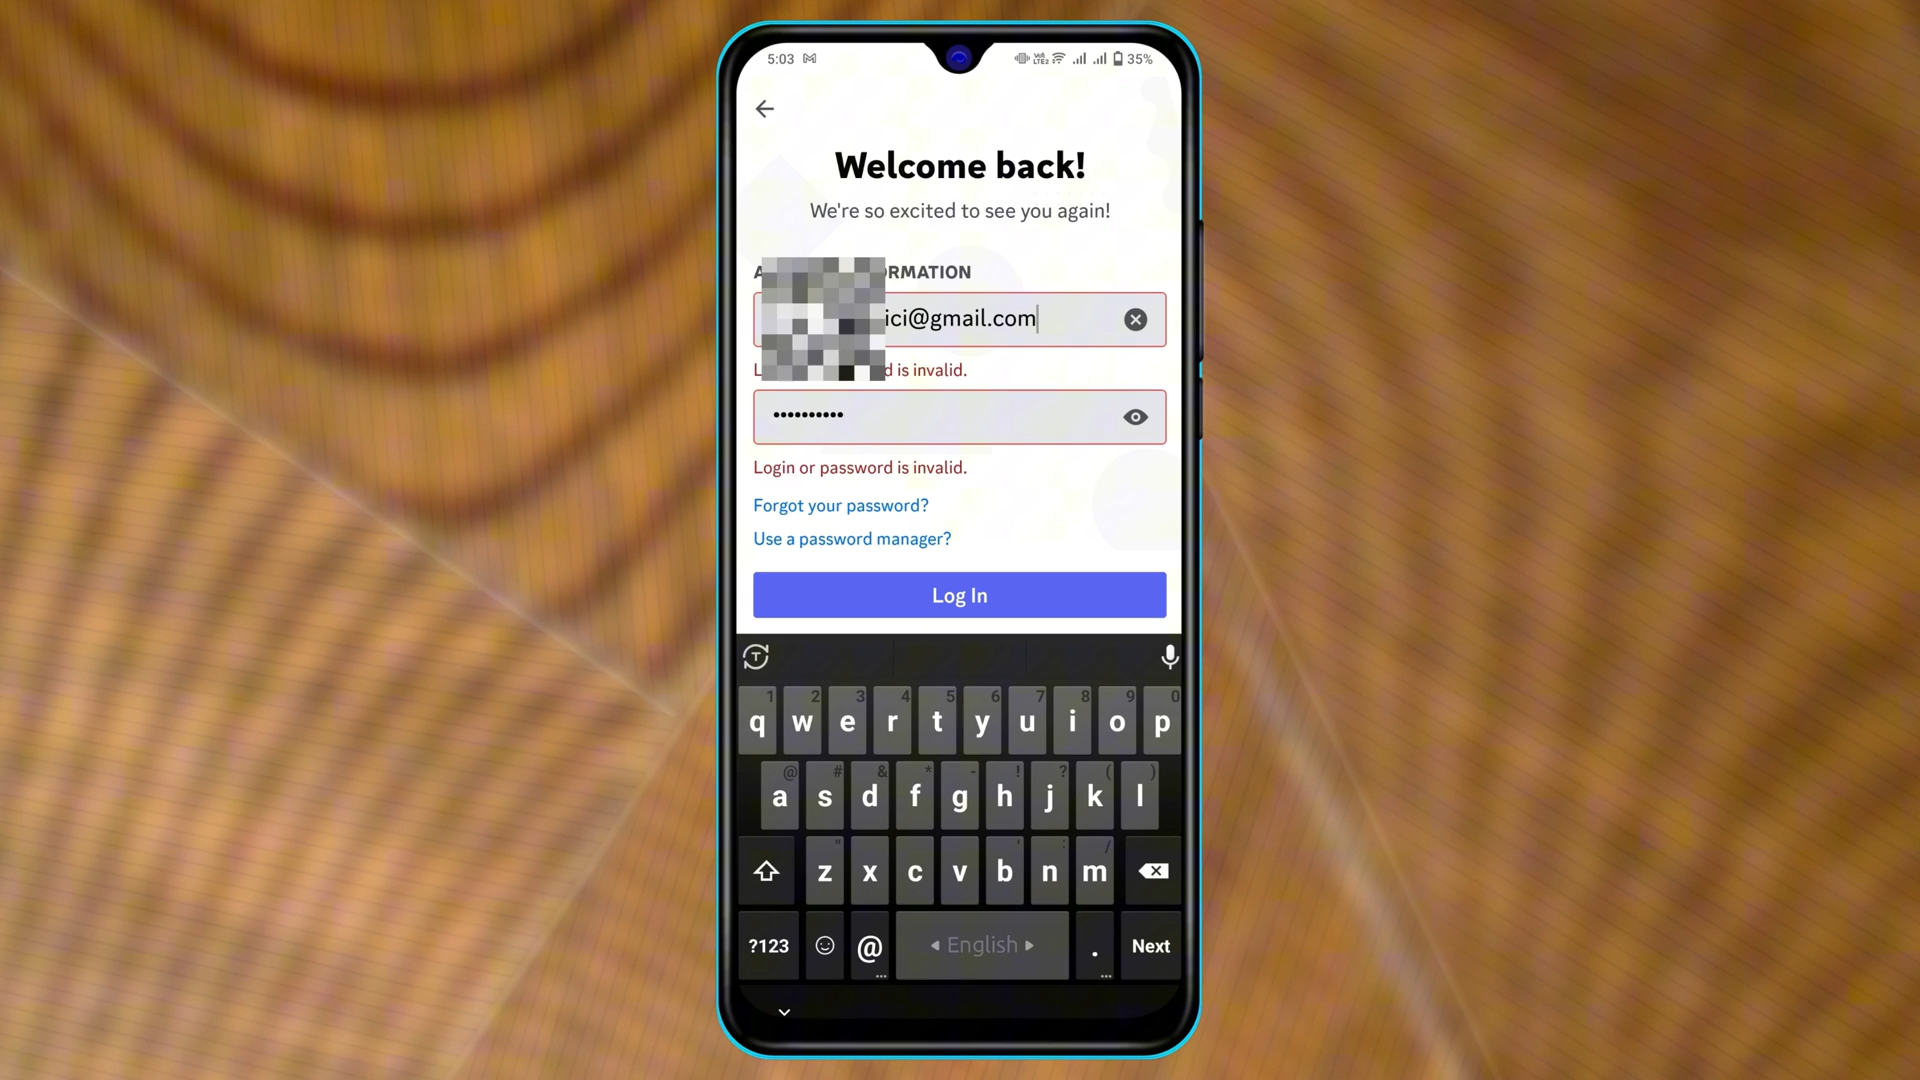 5:03
VoLTE2 35%
Welcome back!
We're so excited to see you again!
ici@gmail.com
is invalid.
••••••••••
Login or password is invalid.
Forgot your password?
Use a password manager?
Log In
1 2 3 4 5 6 7 8 9 0
q w e r t y u i o p
@ # & * - ! ? ( )
a s d f g h j k l
" ' : /
z x c v b n m
?123 @ English . Next